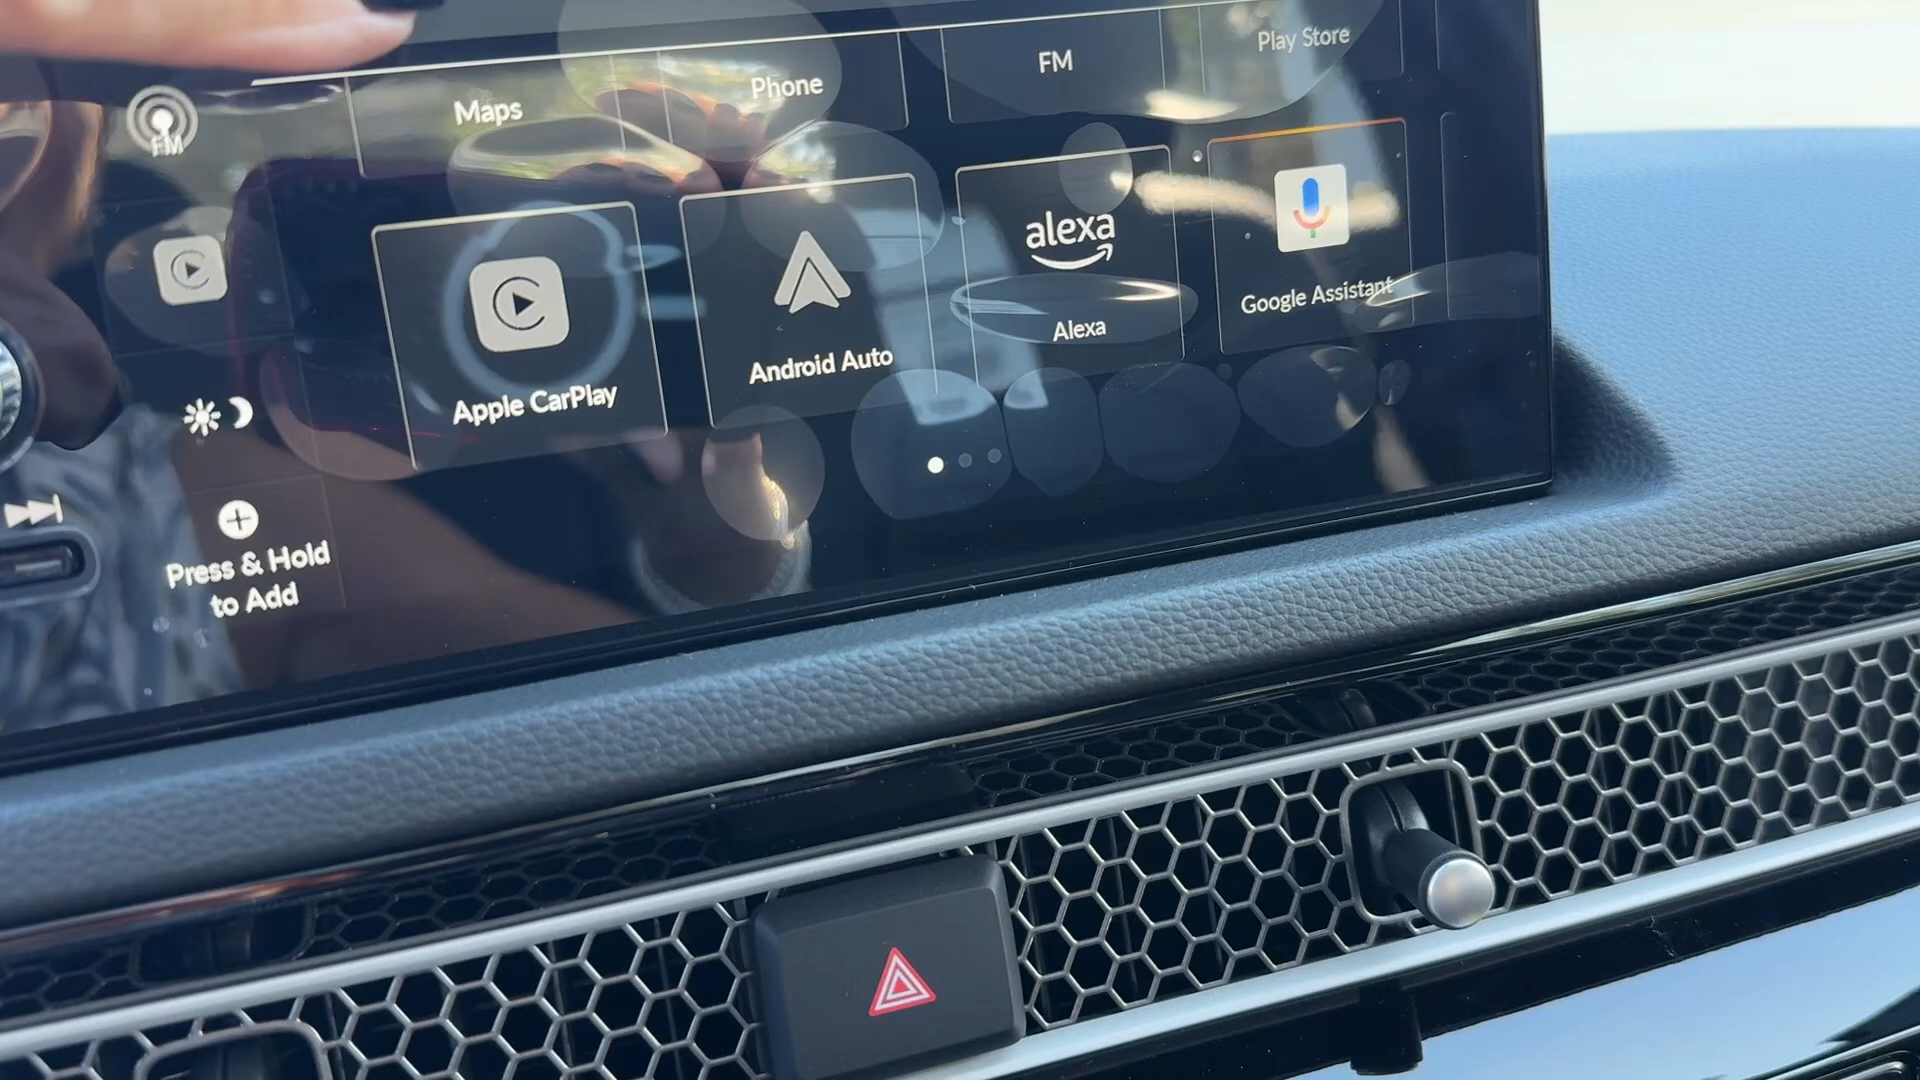 Maps
Phone
FM
Play Store
FM
alexa
Apple CarPlay
Android Auto
Alexa
Google Assistant
Press & Hold
to Add